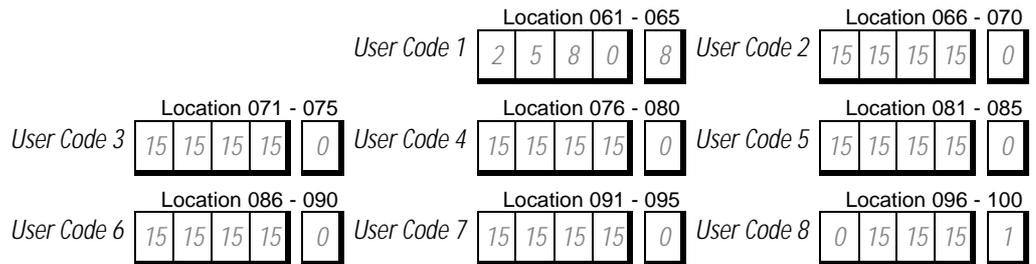 Location 061 - 065 Location 066 - 070
User Code 1 2 5 8 0 8 User Code 2 15 15 15 15 0
Location 071 - 075 Location 076 - 080 Location 081 - 085
User Code 3 15 15 15 15 0 User Code 4 15 15 15 15 0 User Code 5 15 15 15 15 0
Location 086 - 090 Location 091 - 095 Location 096 - 100
User Code 6 15 15 15 15 0 User Code 7 15 15 15 15 0 User Code 8 0 15 15 15 1